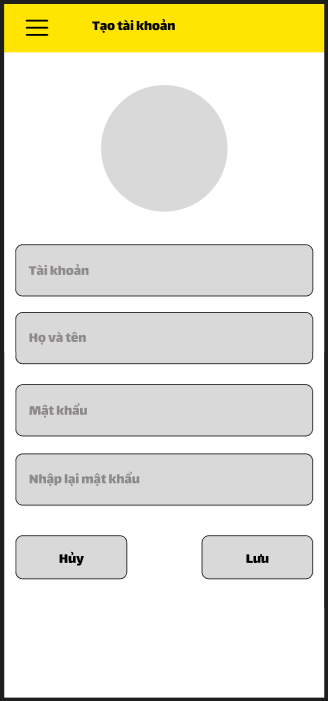 Tạo tài khoản
Tài khoản
Họ và tên
Mật khẩu
Nhập lại mật khẩu
Hủy
Lưu